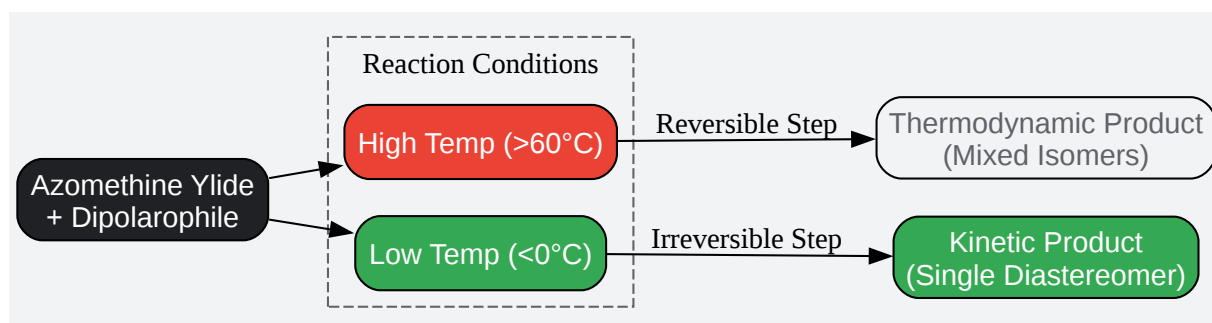 Reaction Conditions
High Temp (>60°C)
Reversible Step
Thermodynamic Product
(Mixed Isomers)
Azomethine Ylide
+ Dipolarophile
Low Temp (<0°C)
Irreversible Step
Kinetic Product
(Single Diastereomer)